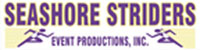 SEASHORE STRIDERS
EVENT PRODUCTIONS, INC.